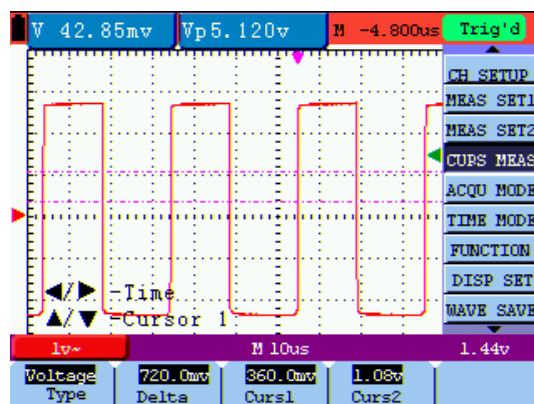 V 42.85mv Vp5.120v M -4.800us Trig'd
CH SETUP
MEAS SET1
MEAS SET2
CURS MEAS
ACQU MODE
TIME MODE
FUNCTION
DISP SET
WAVE SAVE
◀/▶ -Time
▲/▼ -Cursor 1
1v~ M 10us 1.44v
Voltage 720.0mv 360.0mv 1.08v
Type Delta Curs1 Curs2